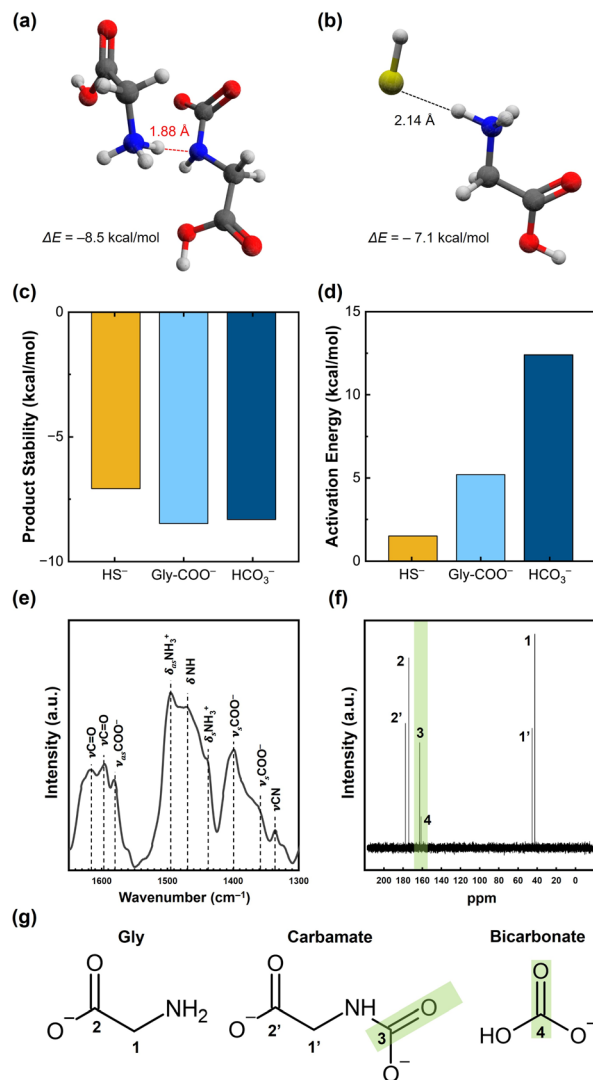 (a)
1.88 Å
ΔE = –8.5 kcal/mol
(b)
2.14 Å
ΔE = – 7.1 kcal/mol
(c)
Product Stability (kcal/mol)
0
−5
−10
HS⁻
Gly-COO⁻
HCO₃⁻
(d)
Activation Energy (kcal/mol)
15
10
5
0
HS⁻
Gly-COO⁻
HCO₃⁻
(e)
Intensity (a.u.)
νC=O
νC=O
νₐₛCOO⁻
δₐₛNH₃⁺
δNH
δₛNH₃⁺
νₛCOO⁻
νₛCOO⁻
νCN
1600
1500
1400
1300
Wavenumber (cm⁻¹)
(f)
Intensity (a.u.)
1
2
2’
3
1’
4
200 180 160 140 120 100 80 60 40 20 0
ppm
(g)
Gly
O
O⁻
2
1
NH₂
Carbamate
O
O⁻
2’
1’
NH
3
O
O⁻
Bicarbonate
O
HO
4
O⁻